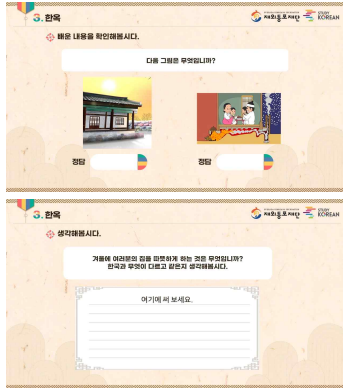 3. 한옥
재외동포재단
STUDY KOREAN
배운 내용을 확인해봅시다.
다음 그림은 무엇입니까?
정답
정답
3. 한옥
재외동포재단
STUDY KOREAN
생각해봅시다.
겨울에 여러분의 집을 따뜻하게 하는 것은 무엇입니까?
한국과 무엇이 다르고 같은지 생각해봅시다.
여기에 써 보세요.